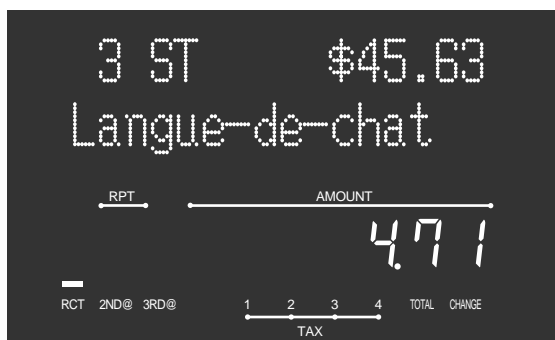 3 ST $45.63
Langue-de-chat
RPT AMOUNT
4.71
RCT 2ND@ 3RD@ 1 2 3 4 TOTAL CHANGE
TAX